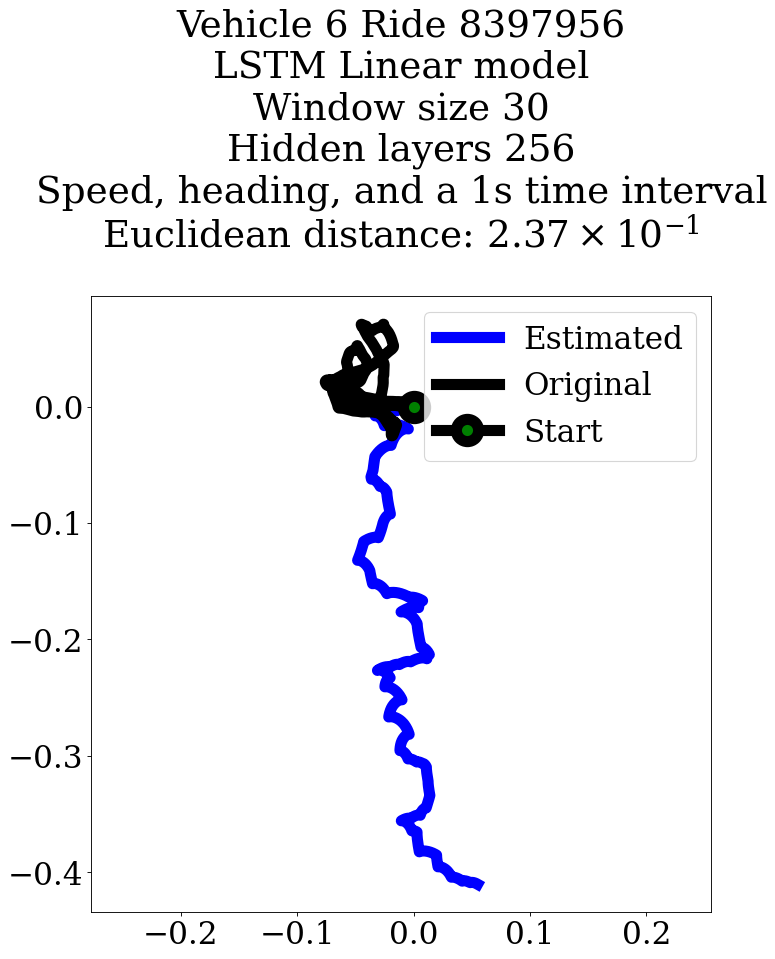 Vehicle 6 Ride 8397956
LSTM Linear model
Window size 30
Hidden layers 256
Speed, heading, and a 1s time interval
Euclidean distance: 2.37 × 10⁻¹
Estimated
Original
Start
0.0
−0.1
−0.2
−0.3
−0.4
−0.2 −0.1 0.0 0.1 0.2